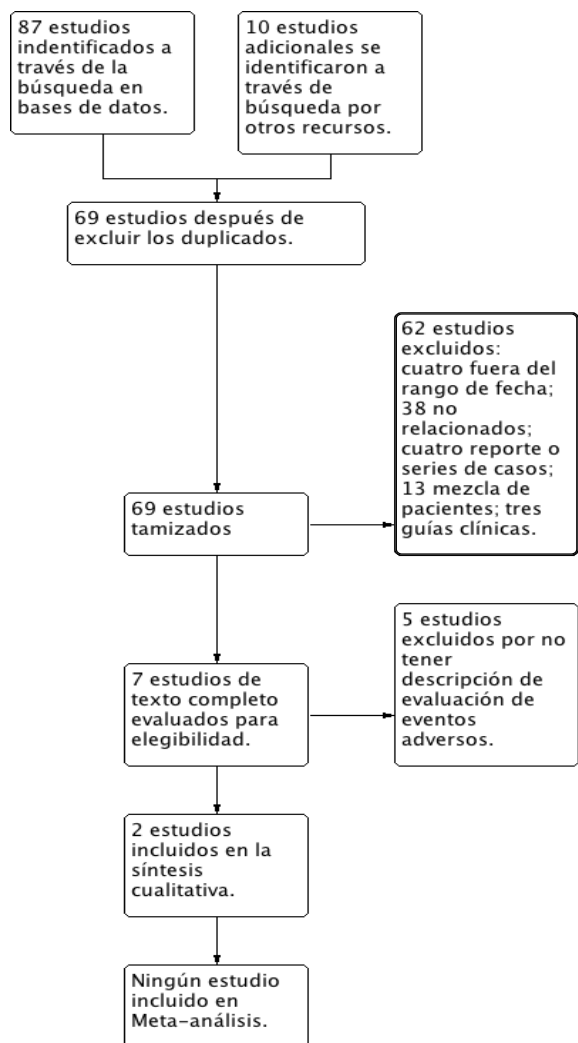 87 estudios
indentificados a
través de la
búsqueda en
bases de datos.
10 estudios
adicionales se
identificaron a
través de
búsqueda por
otros recursos.
69 estudios después de
excluir los duplicados.
62 estudios
excluidos:
cuatro fuera del
rango de fecha;
38 no
relacionados;
cuatro reporte o
series de casos;
13 mezcla de
pacientes; tres
guías clínicas.
69 estudios
tamizados
5 estudios
excluidos por no
tener
descripción de
evaluación de
eventos
adversos.
7 estudios de
texto completo
evaluados para
elegibilidad.
2 estudios
incluidos en la
síntesis
cualitativa.
Ningún estudio
incluido en
Meta-análisis.